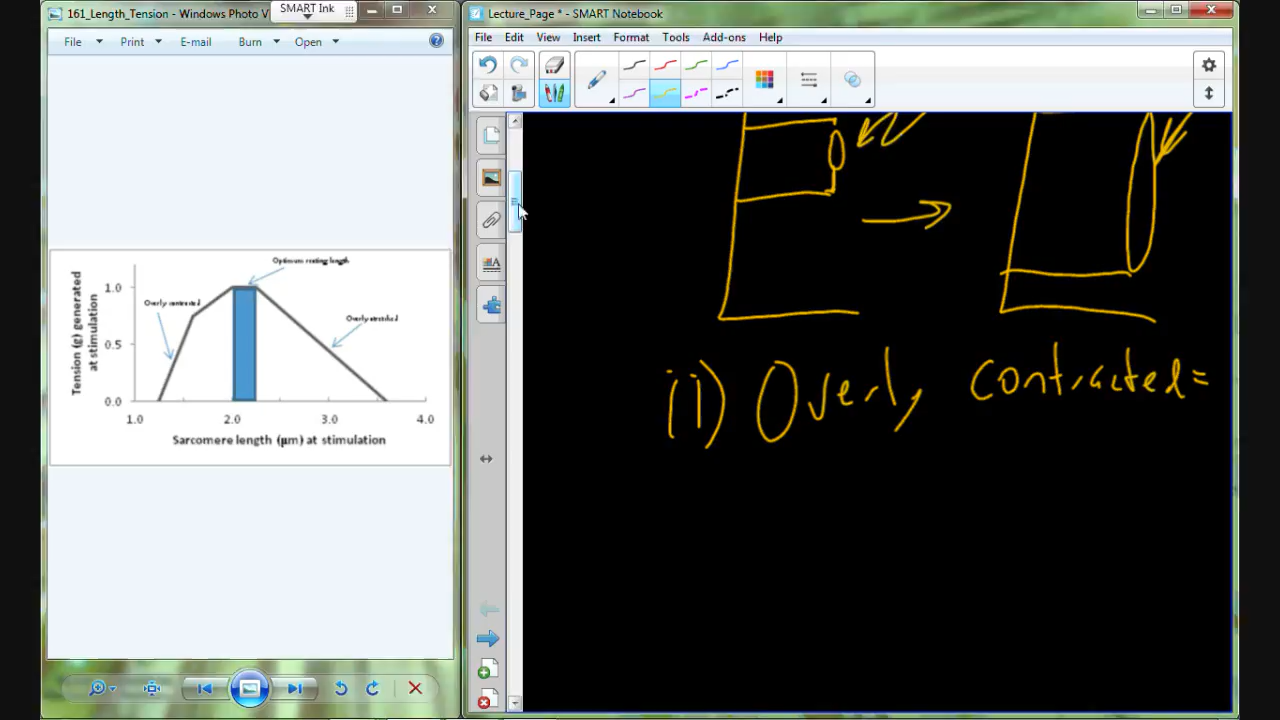 161_Length_Tension - Windows Photo V
SMART Ink
File Print E-mail Burn Open
Optimum resting length
Overly contracted
Overly stretched
Tension (g) generated
at stimulation
1.0
0.5
0.0
1.0 2.0 3.0 4.0
Sarcomere length (μm) at stimulation
Lecture_Page * - SMART Notebook
File Edit View Insert Format Tools Add-ons Help
(ii) Overly contracted=